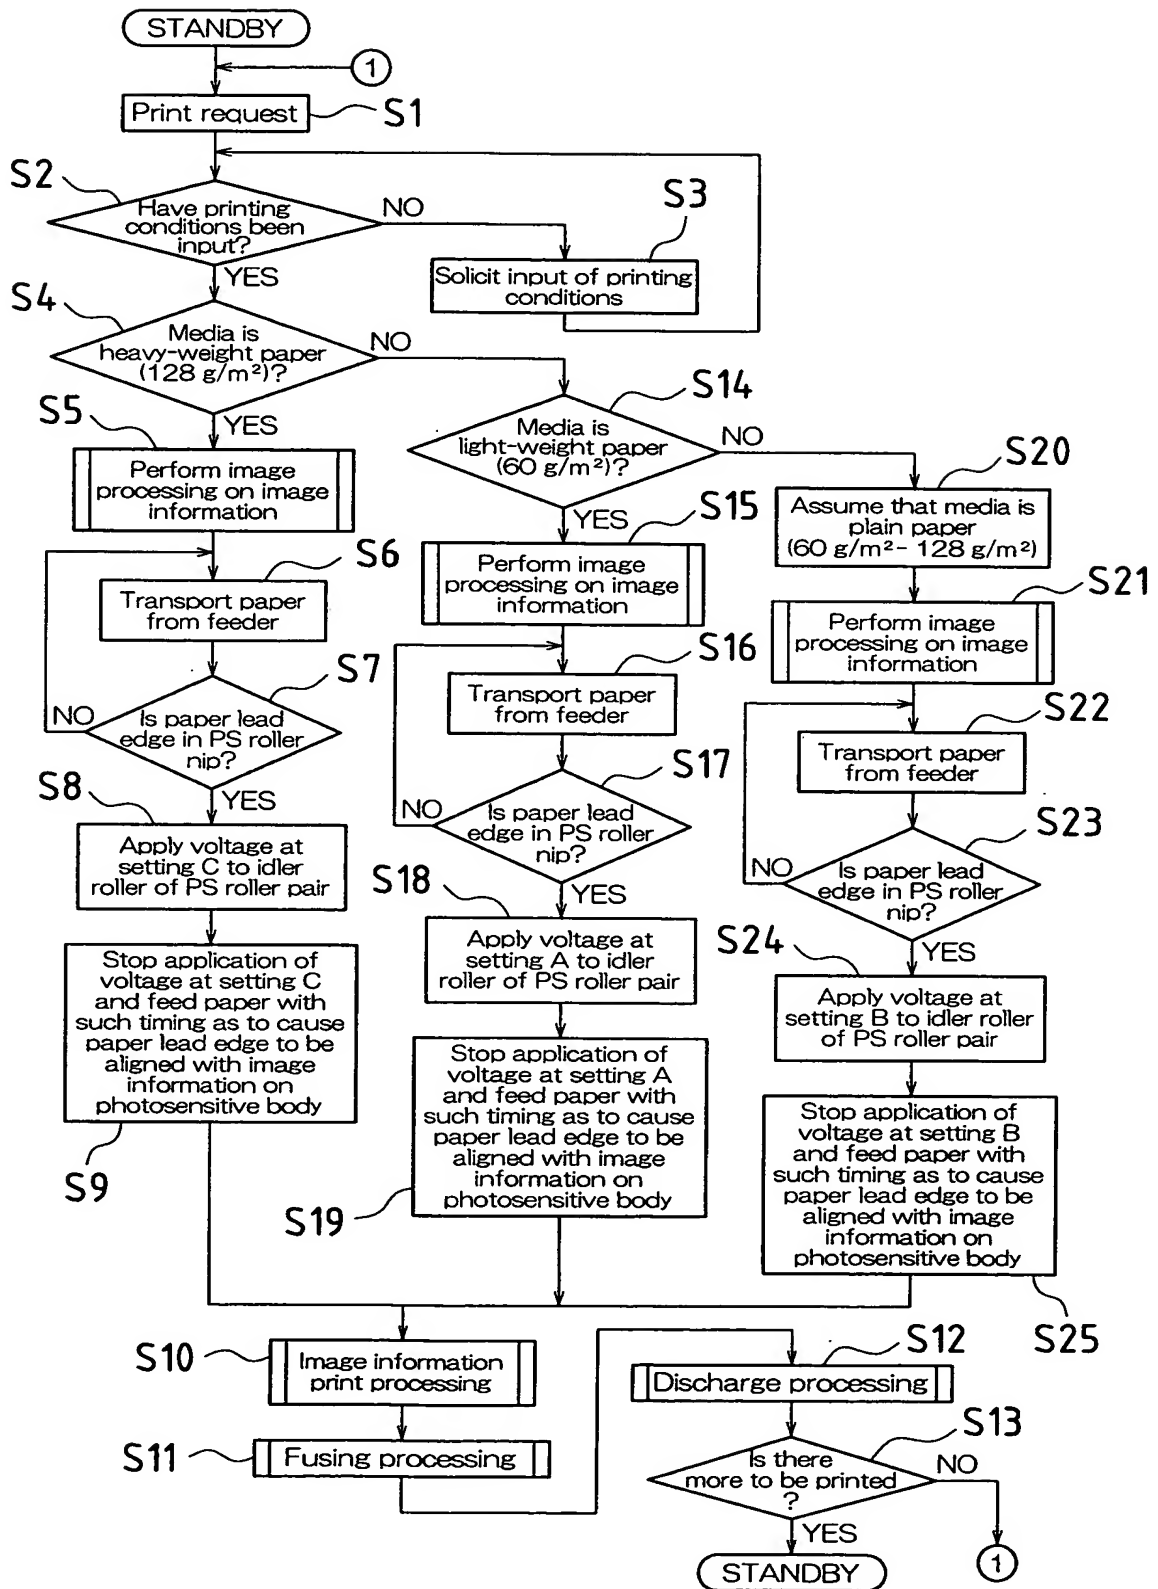 STANDBY
1
Print request
S1
S2
Have printing
conditions been
input?
NO
YES
S3
Solicit input of printing
conditions
S4
Media is
heavy-weight paper
(128 g/m²)?
NO
YES
S5
Perform image
processing on image
information
S6
Transport paper
from feeder
S7
Is paper lead
edge in PS roller
nip?
NO
YES
S8
Apply voltage at
setting C to idler
roller of PS roller pair
Stop application of
voltage at setting C
and feed paper with
such timing as to cause
paper lead edge to be
aligned with image
information on
photosensitive body
S9
S14
Media is
light-weight paper
(60 g/m²)?
NO
YES
S15
Perform image
processing on image
information
S16
Transport paper
from feeder
S17
Is paper lead
edge in PS roller
nip?
NO
YES
S18
Apply voltage at
setting A to idler
roller of PS roller pair
Stop application of
voltage at setting A
and feed paper with
such timing as to cause
paper lead edge to be
aligned with image
information on
photosensitive body
S19
S20
Assume that media is
plain paper
(60 g/m²- 128 g/m²)
S21
Perform image
processing on image
information
S22
Transport paper
from feeder
S23
Is paper lead
edge in PS roller
nip?
NO
YES
S24
Apply voltage at
setting B to idler roller
of PS roller pair
Stop application of
voltage at setting B
and feed paper with
such timing as to cause
paper lead edge to be
aligned with image
information on
photosensitive body
S25
S10
Image information
print processing
S11
Fusing processing
S12
Discharge processing
S13
Is there
more to be printed
?
NO
YES
STANDBY
1